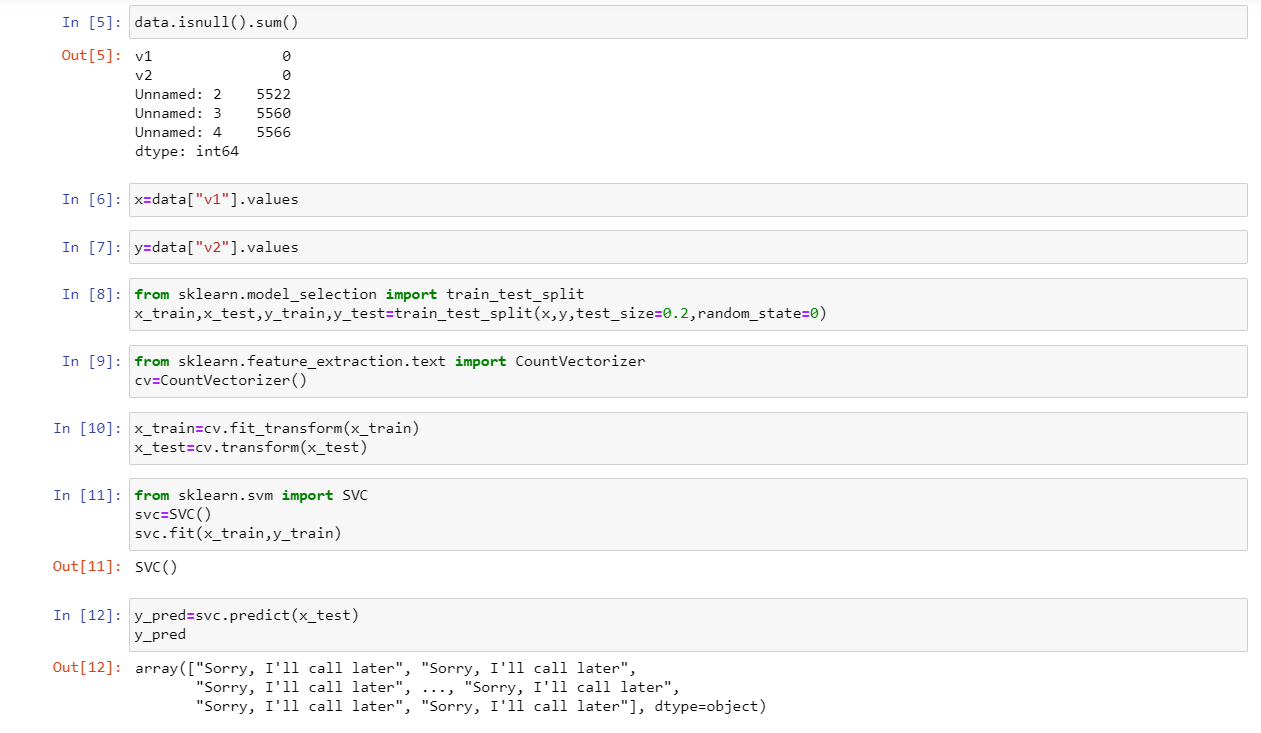 In [5]: data.isnull().sum()
Out[5]: v1               0
v2               0
Unnamed: 2    5522
Unnamed: 3    5560
Unnamed: 4    5566
dtype: int64
In [6]: x=data["v1"].values
In [7]: y=data["v2"].values
In [8]: from sklearn.model_selection import train_test_split
x_train,x_test,y_train,y_test=train_test_split(x,y,test_size=0.2,random_state=0)
In [9]: from sklearn.feature_extraction.text import CountVectorizer
cv=CountVectorizer()
In [10]: x_train=cv.fit_transform(x_train)
x_test=cv.transform(x_test)
In [11]: from sklearn.svm import SVC
svc=SVC()
svc.fit(x_train,y_train)
Out[11]: SVC()
In [12]: y_pred=svc.predict(x_test)
y_pred
Out[12]: array(["Sorry, I'll call later", "Sorry, I'll call later",
"Sorry, I'll call later", ..., "Sorry, I'll call later",
"Sorry, I'll call later", "Sorry, I'll call later"], dtype=object)